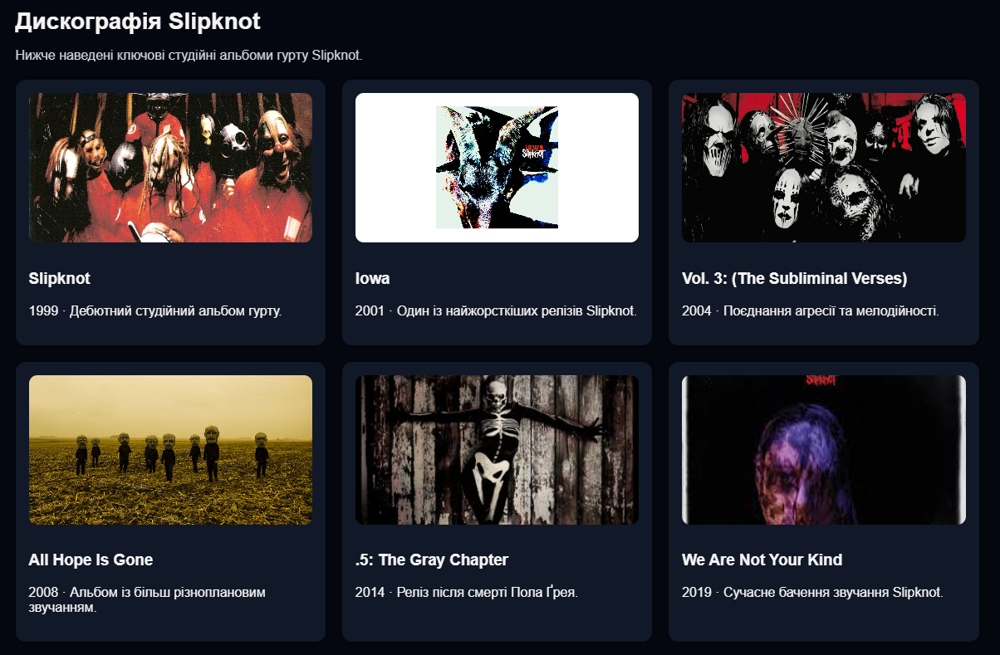 Дискографія Slipknot
Нижче наведені ключові студійні альбоми гурту Slipknot.
IOWA
SLIPKNOT
Slipknot
1999 · Дебютний студійний альбом гурту.
Iowa
2001 · Один із найжорсткіших релізів Slipknot.
Vol. 3: (The Subliminal Verses)
2004 · Поєднання агресії та мелодійності.
SLIPKNOT
All Hope Is Gone
2008 · Альбом із більш різноплановим
звучанням.
.5: The Gray Chapter
2014 · Реліз після смерті Пола Ґрея.
We Are Not Your Kind
2019 · Сучасне бачення звучання Slipknot.